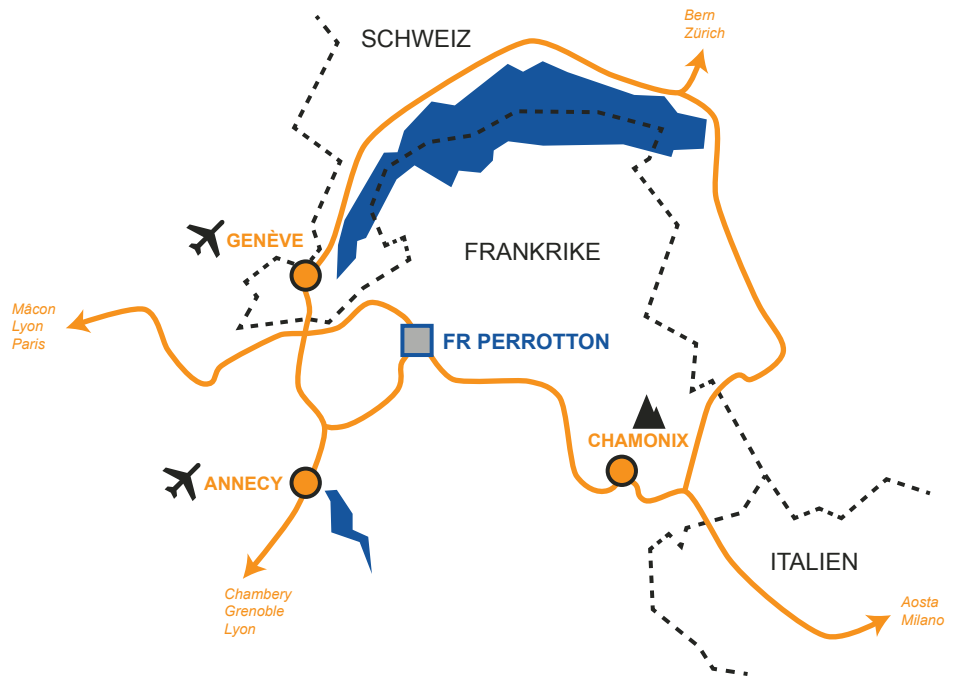 Bern
Zürich
SCHWEIZ
GENÈVE
FRANKRIKE
Mâcon
Lyon
Paris
FR PERROTTON
CHAMONIX
ANNECY
ITALIEN
Chambery
Grenoble
Lyon
Aosta
Milano